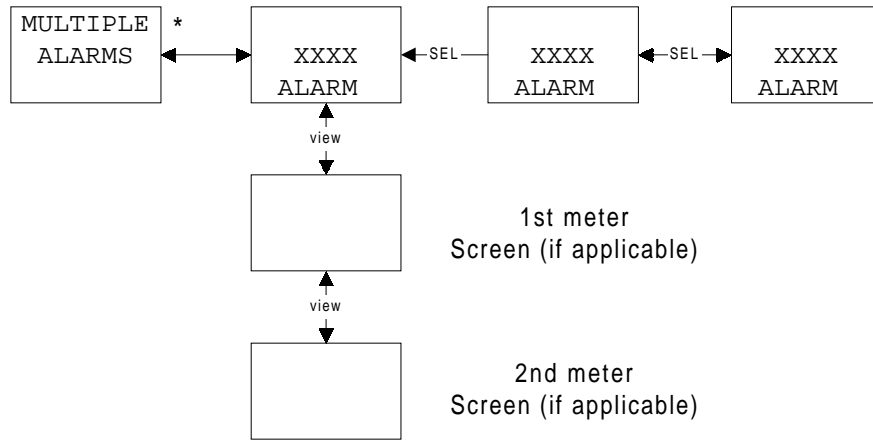 MULTIPLE *
ALARMS
XXXX
ALARM
SEL
XXXX
ALARM
SEL
XXXX
ALARM
view
1st meter
Screen (if applicable)
view
2nd meter
Screen (if applicable)